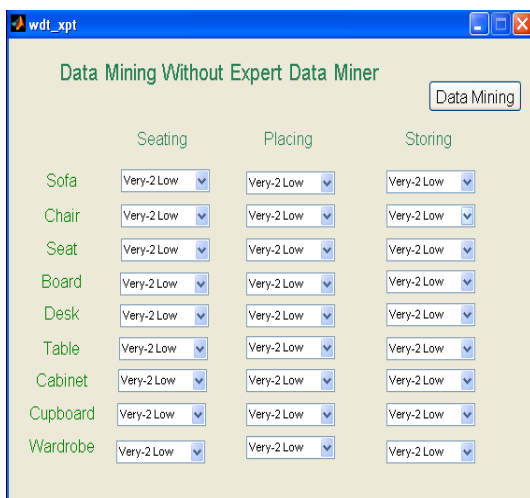 wdt_xpt
Data Mining Without Expert Data Miner
Data Mining
Seating Placing Storing
Sofa Very-2 Low Very-2 Low Very-2 Low
Chair Very-2 Low Very-2 Low Very-2 Low
Seat Very-2 Low Very-2 Low Very-2 Low
Board Very-2 Low Very-2 Low Very-2 Low
Desk Very-2 Low Very-2 Low Very-2 Low
Table Very-2 Low Very-2 Low Very-2 Low
Cabinet Very-2 Low Very-2 Low Very-2 Low
Cupboard Very-2 Low Very-2 Low Very-2 Low
Wardrobe Very-2 Low Very-2 Low Very-2 Low